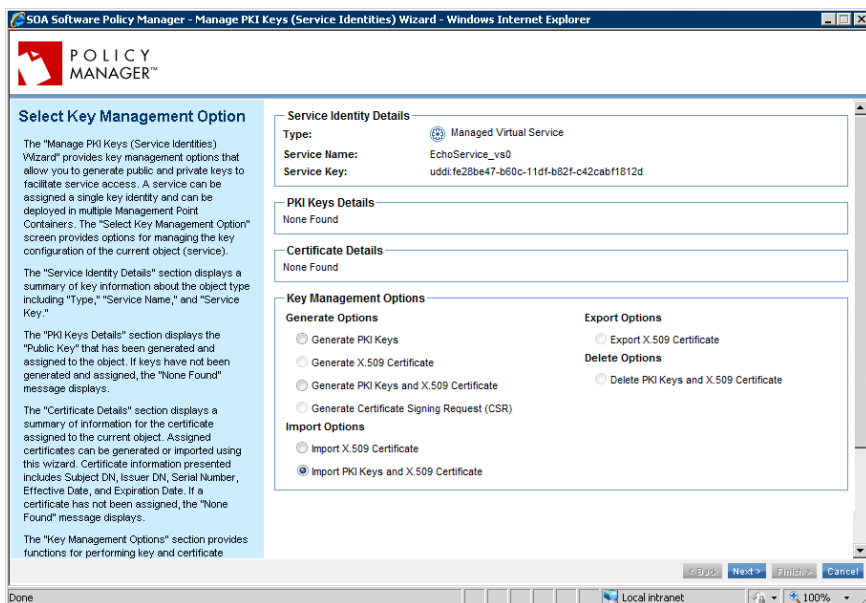 SOA Software Policy Manager - Manage PKI Keys (Service Identities) Wizard - Windows Internet Explorer
POLICY
MANAGER™
Select Key Management Option
The "Manage PKI Keys (Service Identities)
Wizard" provides key management options that
allow you to generate public and private keys to
facilitate service access. A service can be
assigned a single key identity and can be
deployed in multiple Management Point
Containers. The "Select Key Management Option"
screen provides options for managing the key
configuration of the current object (service).
The "Service Identity Details" section displays a
summary of key information about the object type
including "Type," "Service Name," and "Service
Key."
The "PKI Keys Details" section displays the
"Public Key" that has been generated and
assigned to the object. If keys have not been
generated and assigned, the "None Found"
message displays.
The "Certificate Details" section displays a
summary of information for the certificate
assigned to the current object. Assigned
certificates can be generated or imported using
this wizard. Certificate information presented
includes Subject DN, Issuer DN, Serial Number,
Effective Date, and Expiration Date. If a
certificate has not been assigned, the "None
Found" message displays.
The "Key Management Options" section provides
functions for performing key and certificate
Service Identity Details
Type: Managed Virtual Service
Service Name: EchoService_vs0
Service Key: uddi:fe28be47-b60c-11df-b82f-c42cabf1812d
PKI Keys Details
None Found
Certificate Details
None Found
Key Management Options
Generate Options
Generate PKI Keys
Generate X.509 Certificate
Generate PKI Keys and X.509 Certificate
Generate Certificate Signing Request (CSR)
Import Options
Import X.509 Certificate
Import PKI Keys and X.509 Certificate
Export Options
Export X.509 Certificate
Delete Options
Delete PKI Keys and X.509 Certificate
< Back Next > Finish > Cancel
Done Local intranet 100%